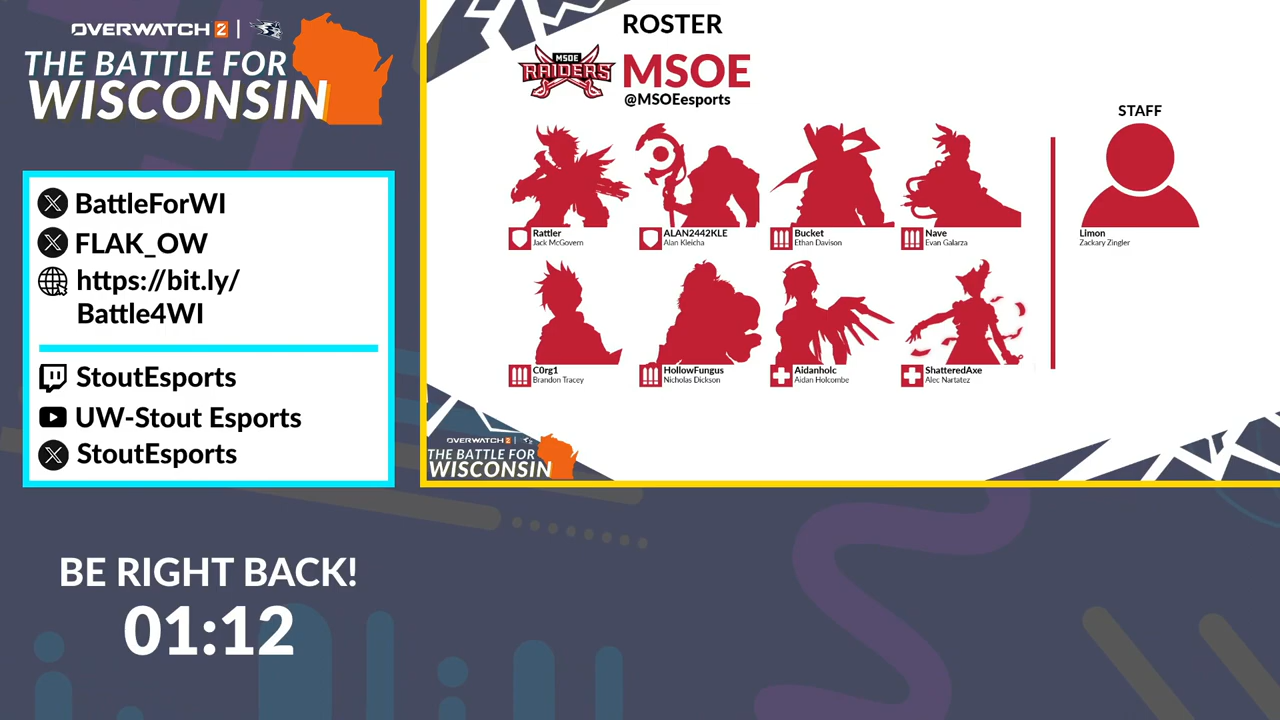 OVERWATCH 2
THE BATTLE FOR
WISCONSIN
BattleForWI
FLAK_OW
https://bit.ly/
Battle4WI
StoutEsports
UW-Stout Esports
StoutEsports
BE RIGHT BACK!
01:12
ROSTER
MSOE
RAIDERS
MSOE
@MSOEesports
STAFF
Rattler
Jack McGovern
ALAN2442KLE
Alan Kleicha
Bucket
Ethan Davison
Nave
Evan Galarza
Limon
Zackary Zingler
C0rg1
Brandon Tracey
HollowFungus
Nicholas Dickson
Aidanholc
Aidan Holcombe
ShatteredAxe
Alec Nartatez
OVERWATCH 2
THE BATTLE FOR
WISCONSIN